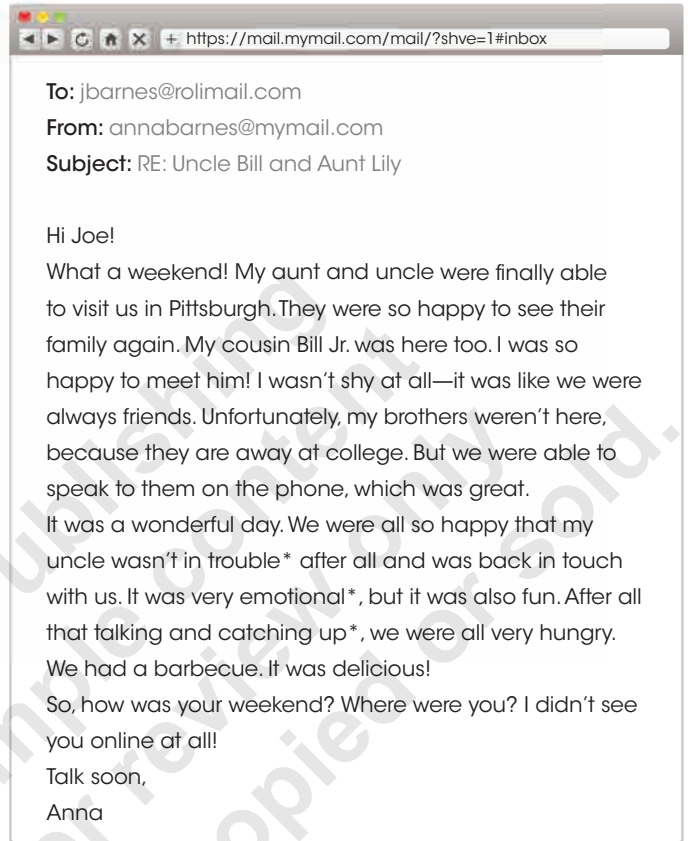 https://mail.mymail.com/mail/?shve=1#inbox
To: jbarnes@rolimail.com
From: annabarnes@mymail.com
Subject: RE: Uncle Bill and Aunt Lily
Hi Joe!
What a weekend! My aunt and uncle were finally able
to visit us in Pittsburgh. They were so happy to see their
family again. My cousin Bill Jr. was here too. I was so
happy to meet him! I wasn't shy at all—it was like we were
always friends. Unfortunately, my brothers weren't here,
because they are away at college. But we were able to
speak to them on the phone, which was great.
It was a wonderful day. We were all so happy that my
uncle wasn't in trouble* after all and was back in touch
with us. It was very emotional*, but it was also fun. After all
that talking and catching up*, we were all very hungry.
We had a barbecue. It was delicious!
So, how was your weekend? Where were you? I didn't see
you online at all!
Talk soon,
Anna